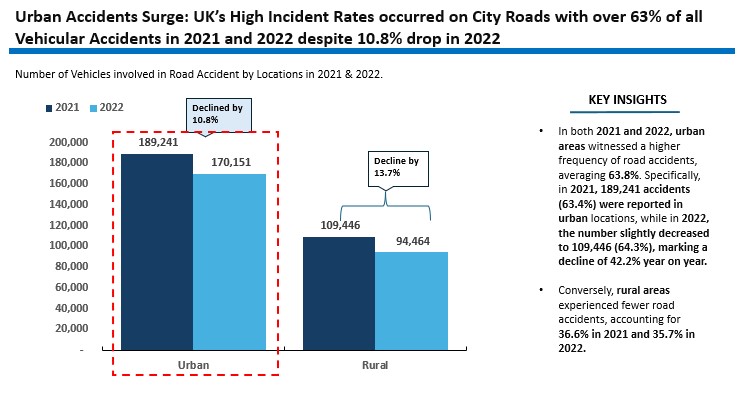 Urban Accidents Surge: UK's High Incident Rates occurred on City Roads with over 63% of all
Vehicular Accidents in 2021 and 2022 despite 10.8% drop in 2022
Number of Vehicles involved in Road Accident by Locations in 2021 & 2022.
2021 2022
Declined by
10.8%
200,000
180,000
160,000
140,000
120,000
100,000
80,000
60,000
40,000
20,000
-
189,241
170,151
Decline by
13.7%
109,446
94,464
Urban
Rural
KEY INSIGHTS
• In both 2021 and 2022, urban
areas witnessed a higher
frequency of road accidents,
averaging 63.8%. Specifically,
in 2021, 189,241 accidents
(63.4%) were reported in
urban locations, while in 2022,
the number slightly decreased
to 109,446 (64.3%), marking a
decline of 42.2% year on year.
• Conversely, rural areas
experienced fewer road
accidents, accounting for
36.6% in 2021 and 35.7% in
2022.